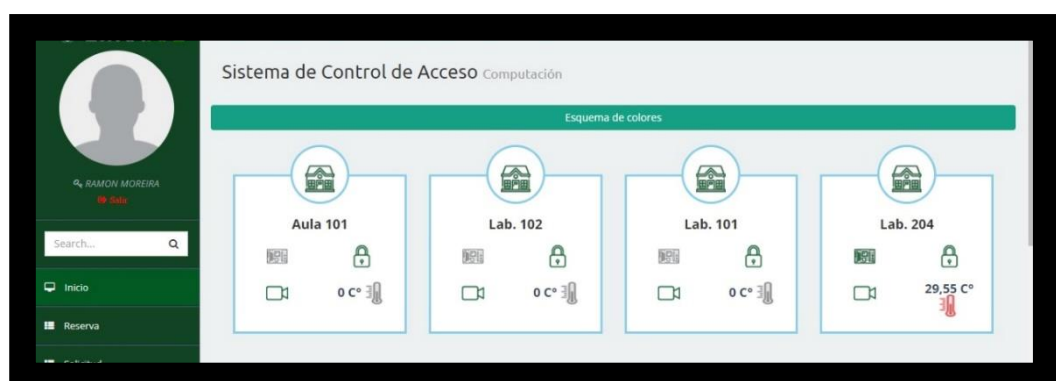 Sistema de Control de Acceso Computación
Esquema de colores
RAMON MOREIRA
Salir
Search...
Inicio
Reserva
Aula 101
0 C°
Lab. 102
0 C°
Lab. 101
0 C°
Lab. 204
29,55 C°